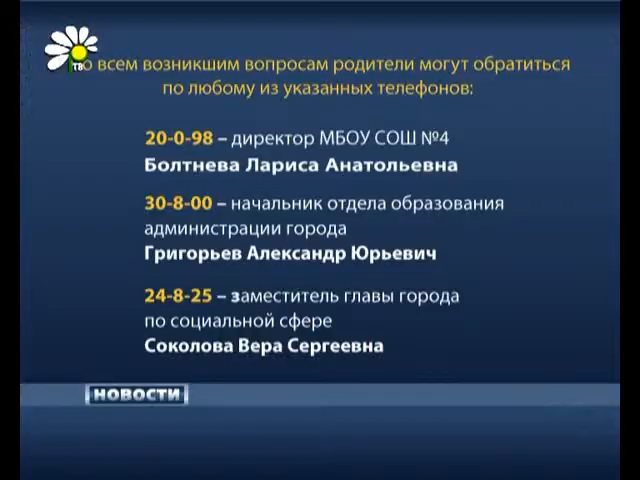 ТВ
о всем возникшим вопросам родители могут обратиться
по любому из указанных телефонов:
20-0-98 – директор МБОУ СОШ №4
Болтнева Лариса Анатольевна
30-8-00 – начальник отдела образования
администрации города
Григорьев Александр Юрьевич
24-8-25 – заместитель главы города
по социальной сфере
Соколова Вера Сергеевна
НОВОСТИ